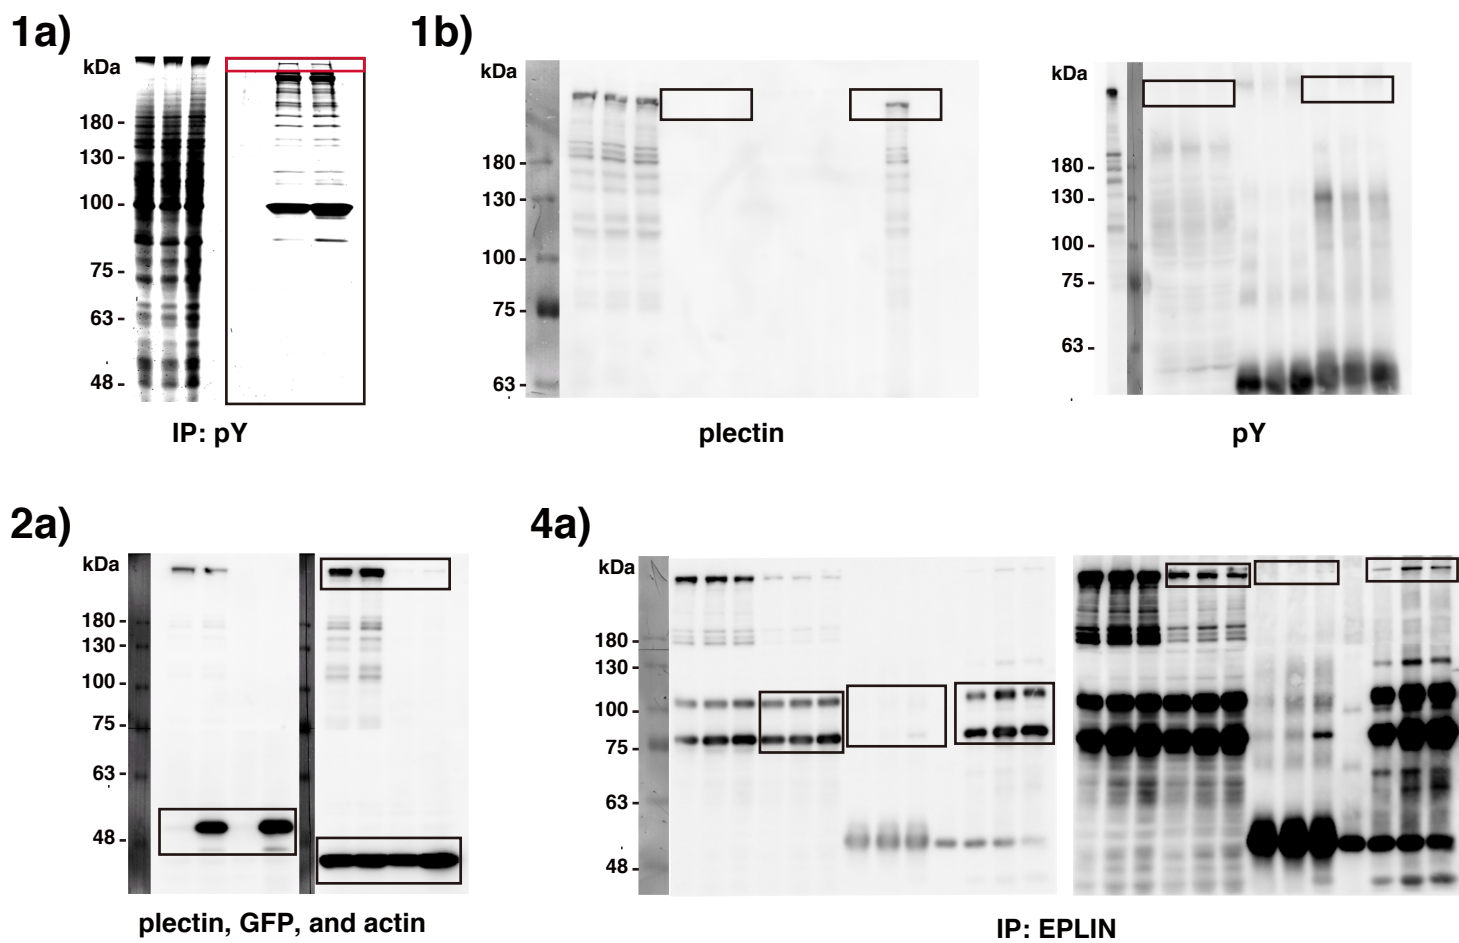 1a)
kDa
180 -
130 -
100 -
75 -
63 -
48 -
IP: pY
1b)
kDa
180 -
130 -
100 -
75 -
63 -
plectin
kDa
180 -
130 -
100 -
75 -
63 -
pY
2a)
kDa
180 -
130 -
100 -
75 -
63 -
48 -
plectin, GFP, and actin
4a)
kDa
180 -
130 -
100 -
75 -
63 -
48 -
IP: EPLIN